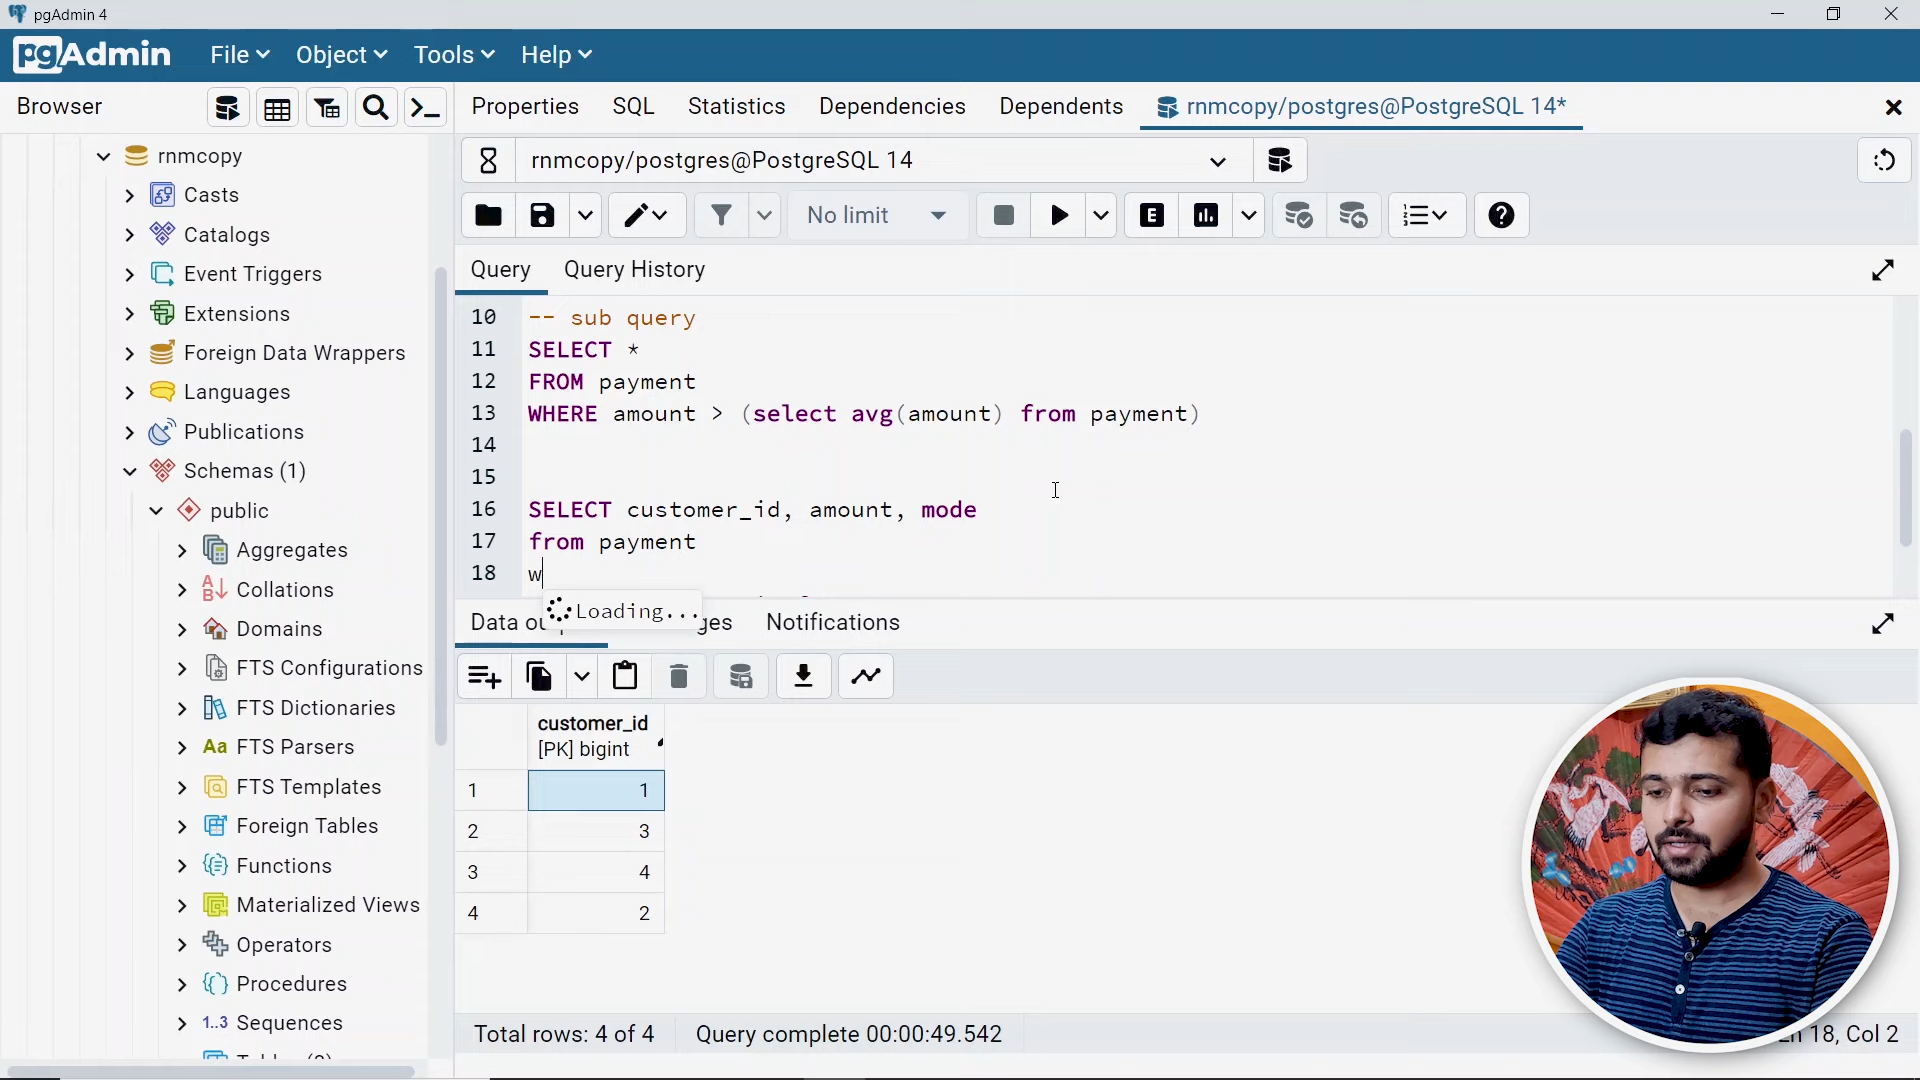 pgAdmin 4
pgAdmin File Object Tools Help
Browser
Properties SQL Statistics Dependencies Dependents rnmcopy/postgres@PostgreSQL 14*
rnmcopy
Casts
Catalogs
Event Triggers
Extensions
Foreign Data Wrappers
Languages
Publications
Schemas (1)
public
Aggregates
Collations
Domains
FTS Configurations
FTS Dictionaries
Aa FTS Parsers
FTS Templates
Foreign Tables
Functions
Materialized Views
Operators
Procedures
1..3 Sequences
rnmcopy/postgres@PostgreSQL 14
No limit E
Query Query History
10 -- sub query
11 SELECT *
12 FROM payment
13 WHERE amount > (select avg(amount) from payment)
14
15
16 SELECT customer_id, amount, mode
17 from payment
18 w
Loading...
Data ges Notifications
customer_id
[PK] bigint
1 1
2 3
3 4
4 2
Total rows: 4 of 4 Query complete 00:00:49.542 18, Col 2